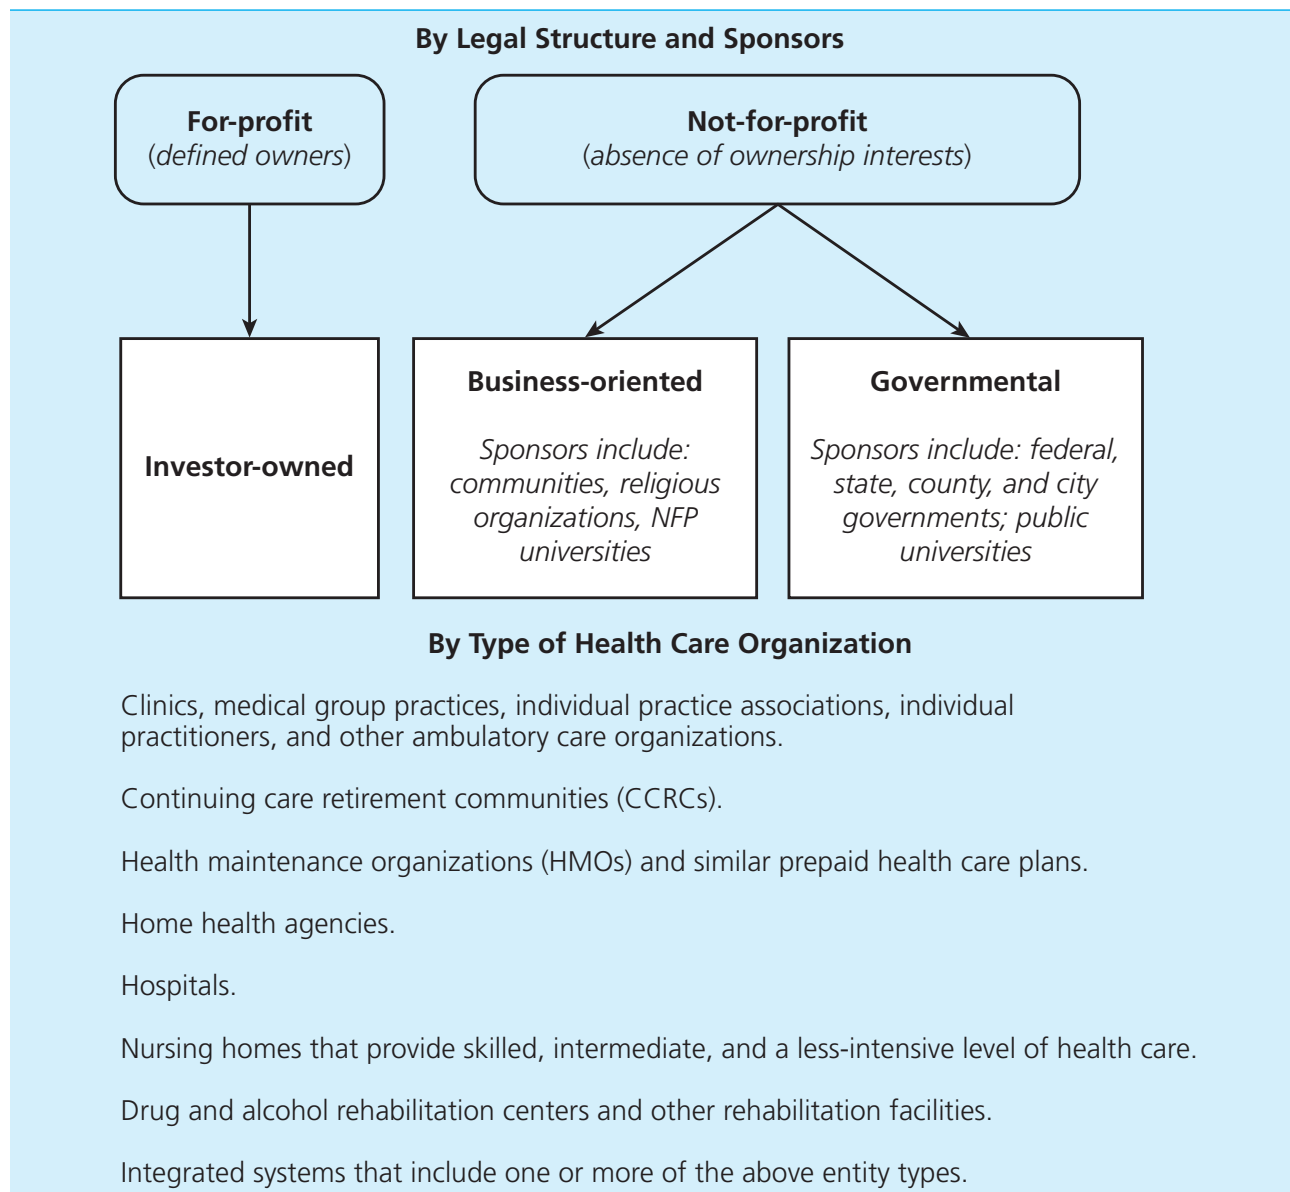 By Legal Structure and Sponsors
For-profit
(defined owners)
Not-for-profit
(absence of ownership interests)
Investor-owned
Business-oriented
Sponsors include:
communities, religious
organizations, NFP
universities
Governmental
Sponsors include: federal,
state, county, and city
governments; public
universities
By Type of Health Care Organization
Clinics, medical group practices, individual practice associations, individual
practitioners, and other ambulatory care organizations.
Continuing care retirement communities (CCRCs).
Health maintenance organizations (HMOs) and similar prepaid health care plans.
Home health agencies.
Hospitals.
Nursing homes that provide skilled, intermediate, and a less-intensive level of health care.
Drug and alcohol rehabilitation centers and other rehabilitation facilities.
Integrated systems that include one or more of the above entity types.